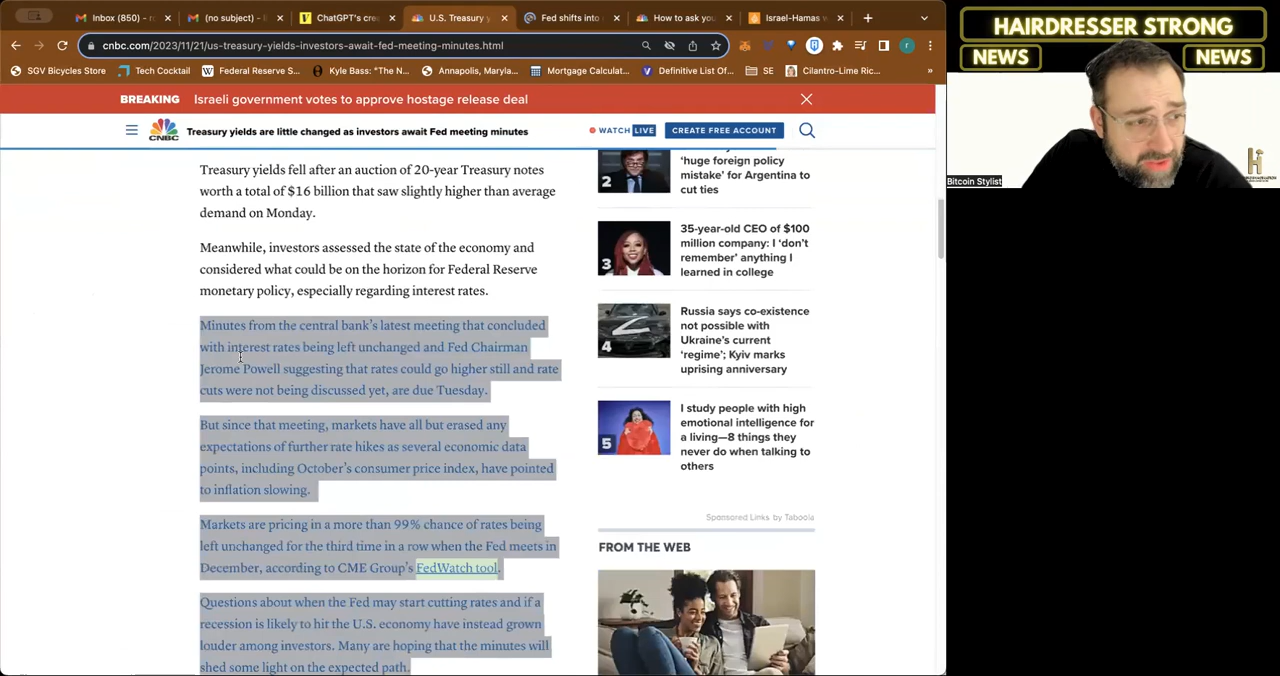 Inbox (850) - r
(no subject) - l
ChatGPT's cre
U.S. Treasury y
Fed shifts into
How to ask you
Israel-Hamas w
cnbc.com/2023/11/21/us-treasury-yields-investors-await-fed-meeting-minutes.html
SGV Bicycles Store
Tech Cocktail
Federal Reserve S...
Kyle Bass: "The N...
Annapolis, Maryla...
Mortgage Calculat...
Definitive List Of...
SE
Cilantro-Lime Ric...
»
BREAKING Israeli government votes to approve hostage release deal
CNBC
Treasury yields are little changed as investors await Fed meeting minutes
WATCH LIVE
CREATE FREE ACCOUNT
Treasury yields fell after an auction of 20-year Treasury notes
worth a total of $16 billion that saw slightly higher than average
demand on Monday.
Meanwhile, investors assessed the state of the economy and
considered what could be on the horizon for Federal Reserve
monetary policy, especially regarding interest rates.
Minutes from the central bank's latest meeting that concluded
with interest rates being left unchanged and Fed Chairman
Jerome Powell suggesting that rates could go higher still and rate
cuts were not being discussed yet, are due Tuesday.
But since that meeting, markets have all but erased any
expectations of further rate hikes as several economic data
points, including October's consumer price index, have pointed
to inflation slowing.
Markets are pricing in a more than 99% chance of rates being
left unchanged for the third time in a row when the Fed meets in
December, according to CME Group's FedWatch tool.
Questions about when the Fed may start cutting rates and if a
recession is likely to hit the U.S. economy have instead grown
louder among investors. Many are hoping that the minutes will
shed some light on the expected path.
2
'huge foreign policy
mistake' for Argentina to
cut ties
3
35-year-old CEO of $100
million company: I 'don't
remember' anything I
learned in college
4
Russia says co-existence
not possible with
Ukraine's current
'regime'; Kyiv marks
uprising anniversary
5
I study people with high
emotional intelligence for
a living—8 things they
never do when talking to
others
Sponsored Links by Taboola
FROM THE WEB
HAIRDRESSER STRONG
NEWS
NEWS
Bitcoin Stylist